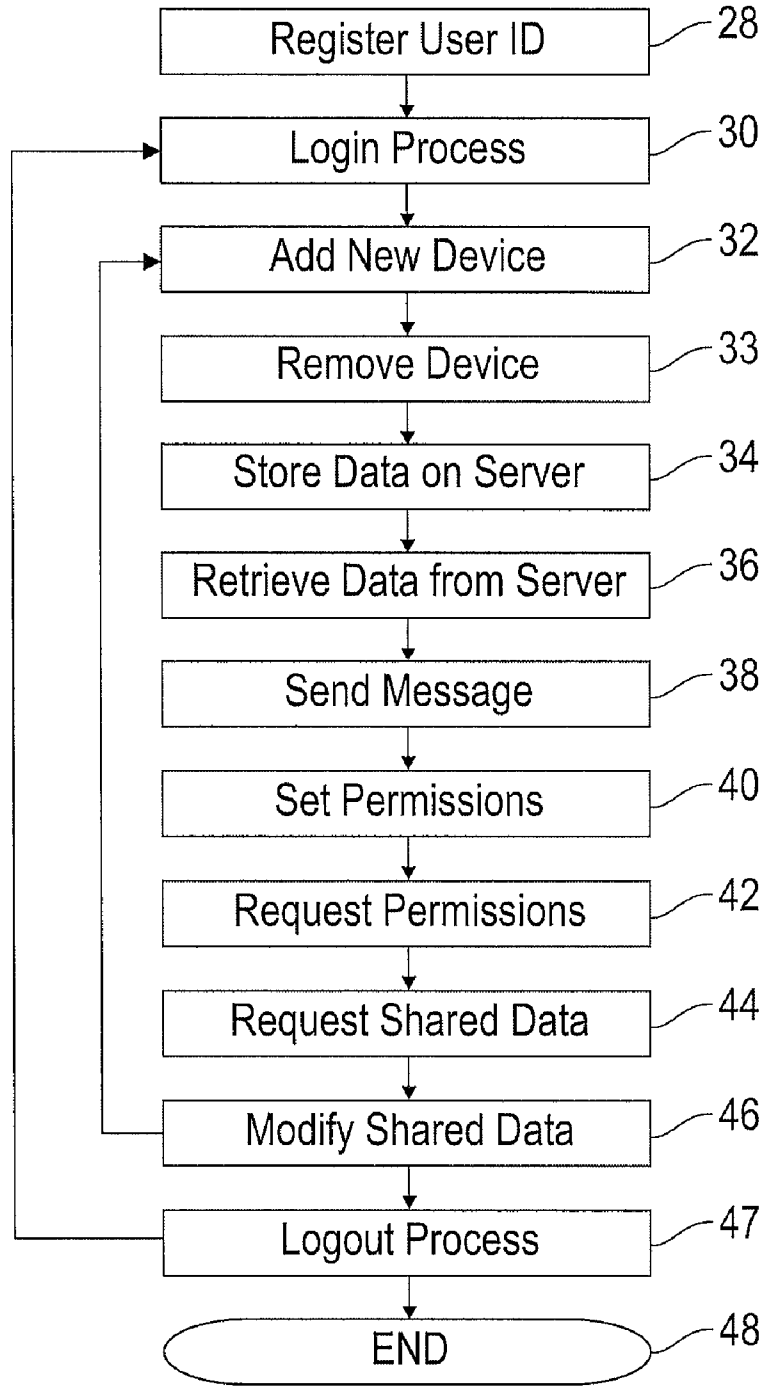 Register User ID 28
Login Process 30
Add New Device 32
Remove Device 33
Store Data on Server 34
Retrieve Data from Server 36
Send Message 38
Set Permissions 40
Request Permissions 42
Request Shared Data 44
Modify Shared Data 46
Logout Process 47
END 48